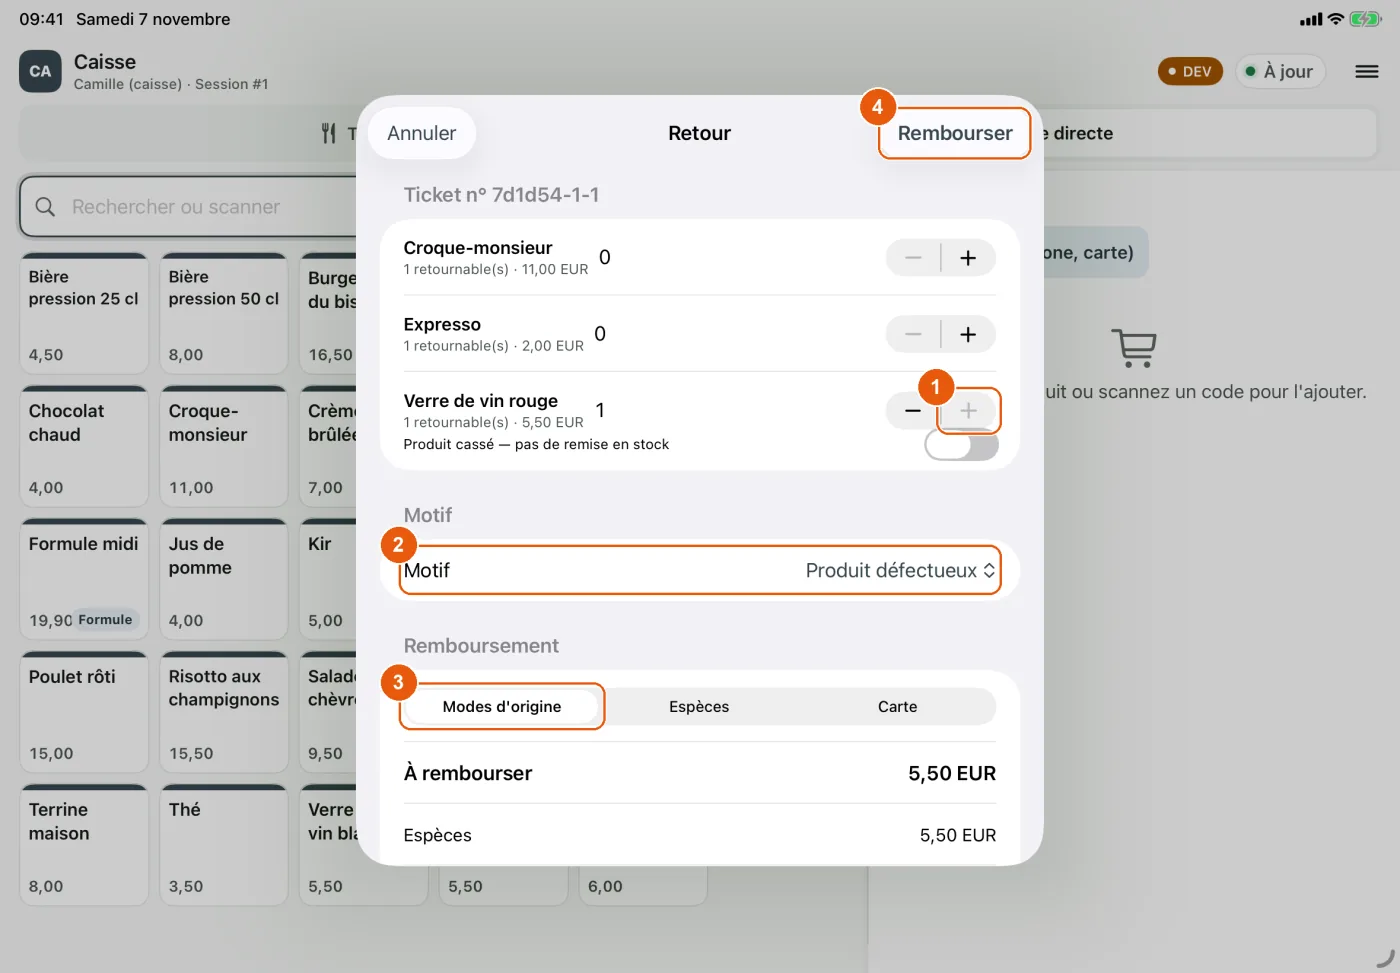 09:41 Samedi 7 novembre
CA
Caisse
Camille (caisse) · Session #1
DEV
À jour
Annuler
Retour
4
Rembourser
e directe
Ticket n° 7d1d54-1-1
Rechercher ou scanner
Croque-monsieur
1 retournable(s) · 11,00 EUR
0
one, carte)
Expresso
1 retournable(s) · 2,00 EUR
0
1
Verre de vin rouge
1 retournable(s) · 5,50 EUR
1
Produit cassé — pas de remise en stock
uit ou scannez un code pour l'ajouter.
Motif
2
Motif
Produit défectueux
Remboursement
3
Modes d'origine
Espèces
Carte
À rembourser
5,50 EUR
Espèces
5,50 EUR
Bière
pression 25 cl
4,50
Bière
pression 50 cl
8,00
Burge
du bis
16,50
Chocolat
chaud
4,00
Croque-
monsieur
11,00
Crèm
brûlée
7,00
Formule midi
19,90
Formule
Jus de
pomme
4,00
Kir
5,00
Poulet rôti
15,00
Risotto aux
champignons
15,50
Salad
chèvr
9,50
Terrine
maison
8,00
Thé
3,50
Verre
vin bla
5,50
5,50
6,00